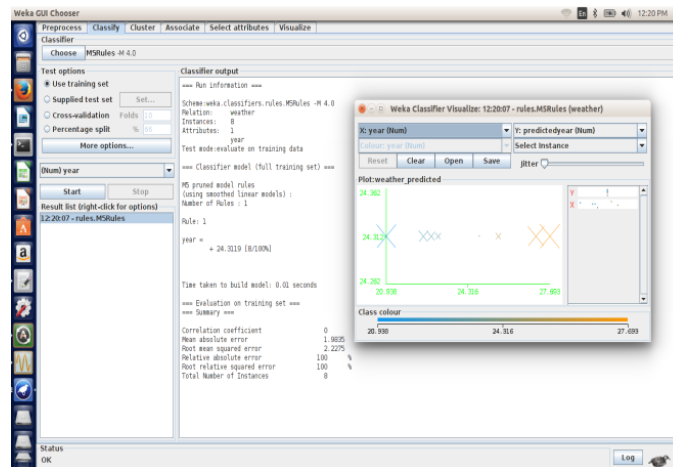 Weka GUI Chooser
En 12:20 PM
Preprocess Classify Cluster Associate Select attributes Visualize
Classifier
Choose M5Rules -M 4.0
Test options
Use training set
Supplied test set Set...
Cross-validation Folds 10
Percentage split % 66
More options...
(Num) year
Start Stop
Result list (right-click for options)
12:20:07 - rules.M5Rules
Classifier output
=== Run information ===
Scheme:weka.classifiers.rules.M5Rules -M 4.0
Relation: weather
Instances: 8
Attributes: 1
year
Test mode:evaluate on training data
=== Classifier model (full training set) ===
M5 pruned model rules
(using smoothed linear models) :
Number of Rules : 1
Rule: 1
year =
+ 24.3119 [8/100%]
Time taken to build model: 0.01 seconds
=== Evaluation on training set ===
=== Summary ===
Correlation coefficient 0
Mean absolute error 1.9835
Root mean squared error 2.2275
Relative absolute error 100 %
Root relative squared error 100 %
Total Number of Instances 8
Weka Classifier Visualize: 12:20:07 - rules.M5Rules (weather)
X: year (Num) Y: predictedyear (Num)
Colour: year (Num) Select Instance
Reset Clear Open Save Jitter
Plot:weather_predicted
24.362
24.312
24.262
20.938 24.316 27.693
Y
X
Class colour
20.938 24.316 27.693
Status
OK
Log